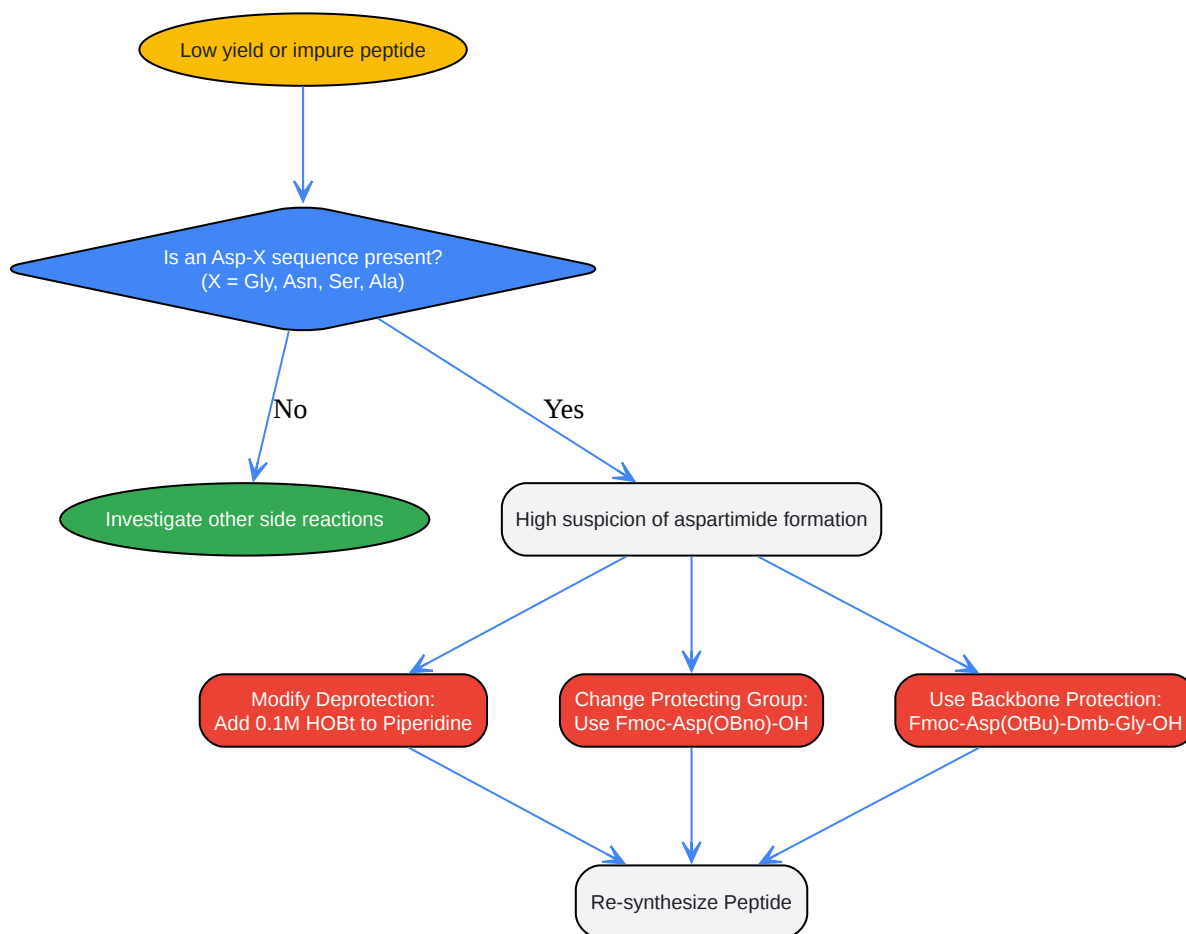 Low yield or impure peptide
Is an Asp-X sequence present?
(X = Gly, Asn, Ser, Ala)
No
Yes
Investigate other side reactions
High suspicion of aspartimide formation
Modify Deprotection:
Add 0.1M HOBt to Piperidine
Change Protecting Group:
Use Fmoc-Asp(OBno)-OH
Use Backbone Protection:
Fmoc-Asp(OtBu)-Dmb-Gly-OH
Re-synthesize Peptide